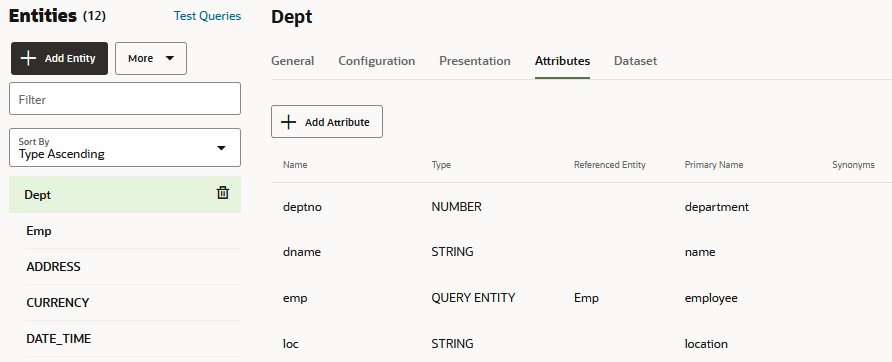 Entities (12) Test Queries
Add Entity More
Filter
Sort By
Type Ascending
Dept
Emp
ADDRESS
CURRENCY
DATE_TIME
Dept
General Configuration Presentation Attributes Dataset
Add Attribute
Name Type Referenced Entity Primary Name Synonyms
deptno NUMBER department
dname STRING name
emp QUERY ENTITY Emp employee
loc STRING location